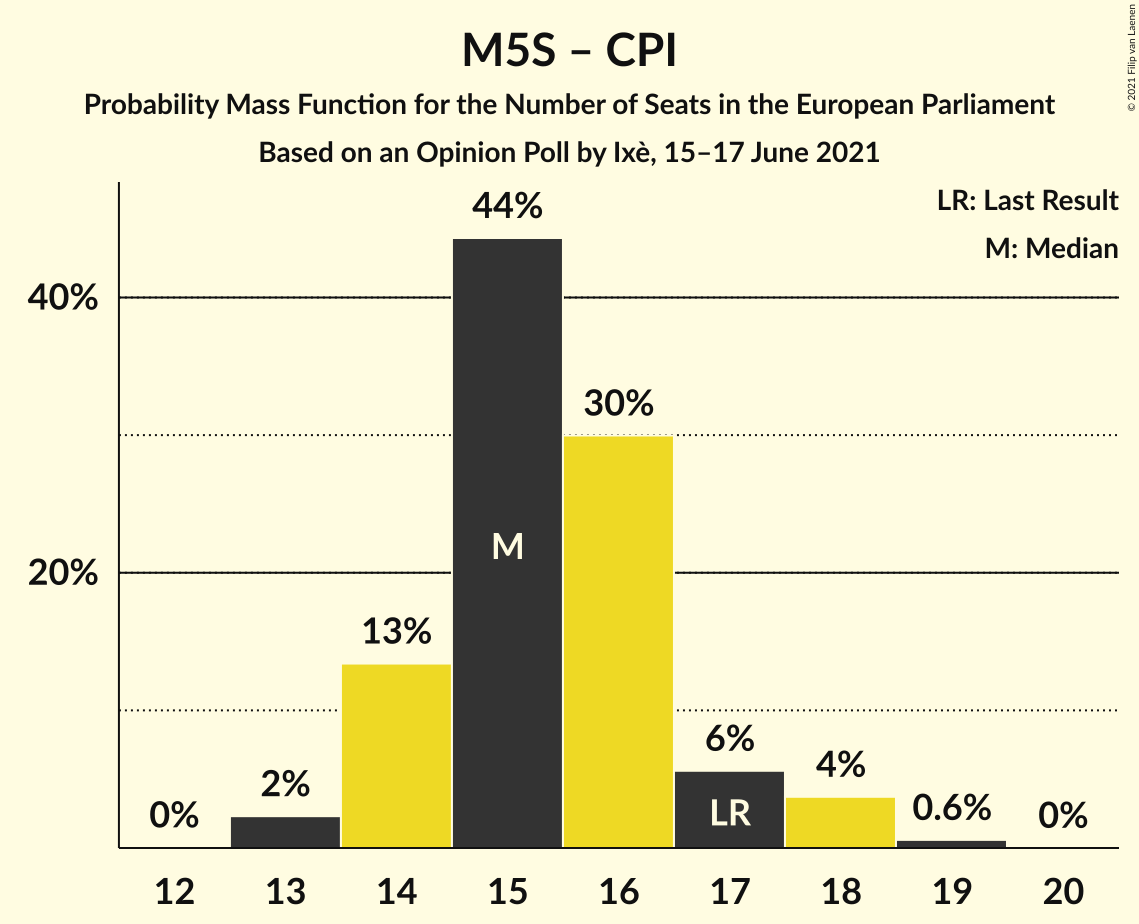 M5S – CPI
Probability Mass Function for the Number of Seats in the European Parliament
Based on an Opinion Poll by Ixè, 15–17 June 2021
© 2021 Filip van Laenen
LR: Last Result
M: Median
44%
40%
30%
M
20%
13%
6%
4%
2%
0.6%
0%
0%
LR
12 13 14 15 16 17 18 19 20